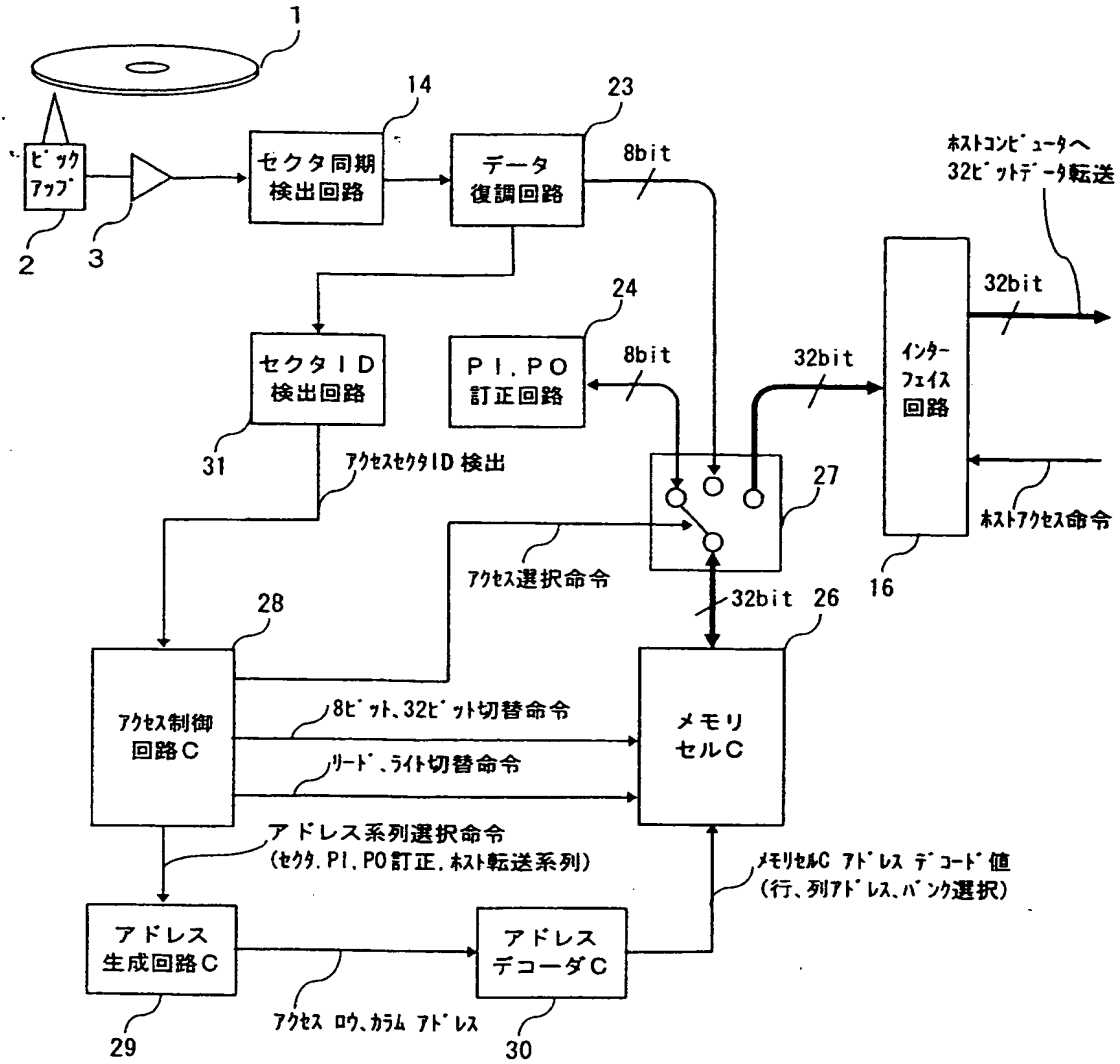 1
ピック
アップ
2
3
14
セクタ同期
検出回路
23
データ
復調回路
8bit
ホストコンピュータへ
32ビットデータ転送
32bit
24
PI,PO
訂正回路
8bit
32bit
インター
フェイス
回路
セクタID
検出回路
31
アクセスセクタID 検出
27
アクセス選択命令
ホストアクセス命令
16
32bit
26
28
アクセス制御
回路C
8ビット、32ビット切替命令
リード、ライト切替命令
メモリ
セルC
アドレス系列選択命令
(セクタ,PI,PO訂正,ホスト転送系列)
メモリセルC アドレス デコード値
(行、列アドレス、バンク選択)
アドレス
生成回路C
29
アクセス ロウ、カラム アドレス
アドレス
デコーダC
30